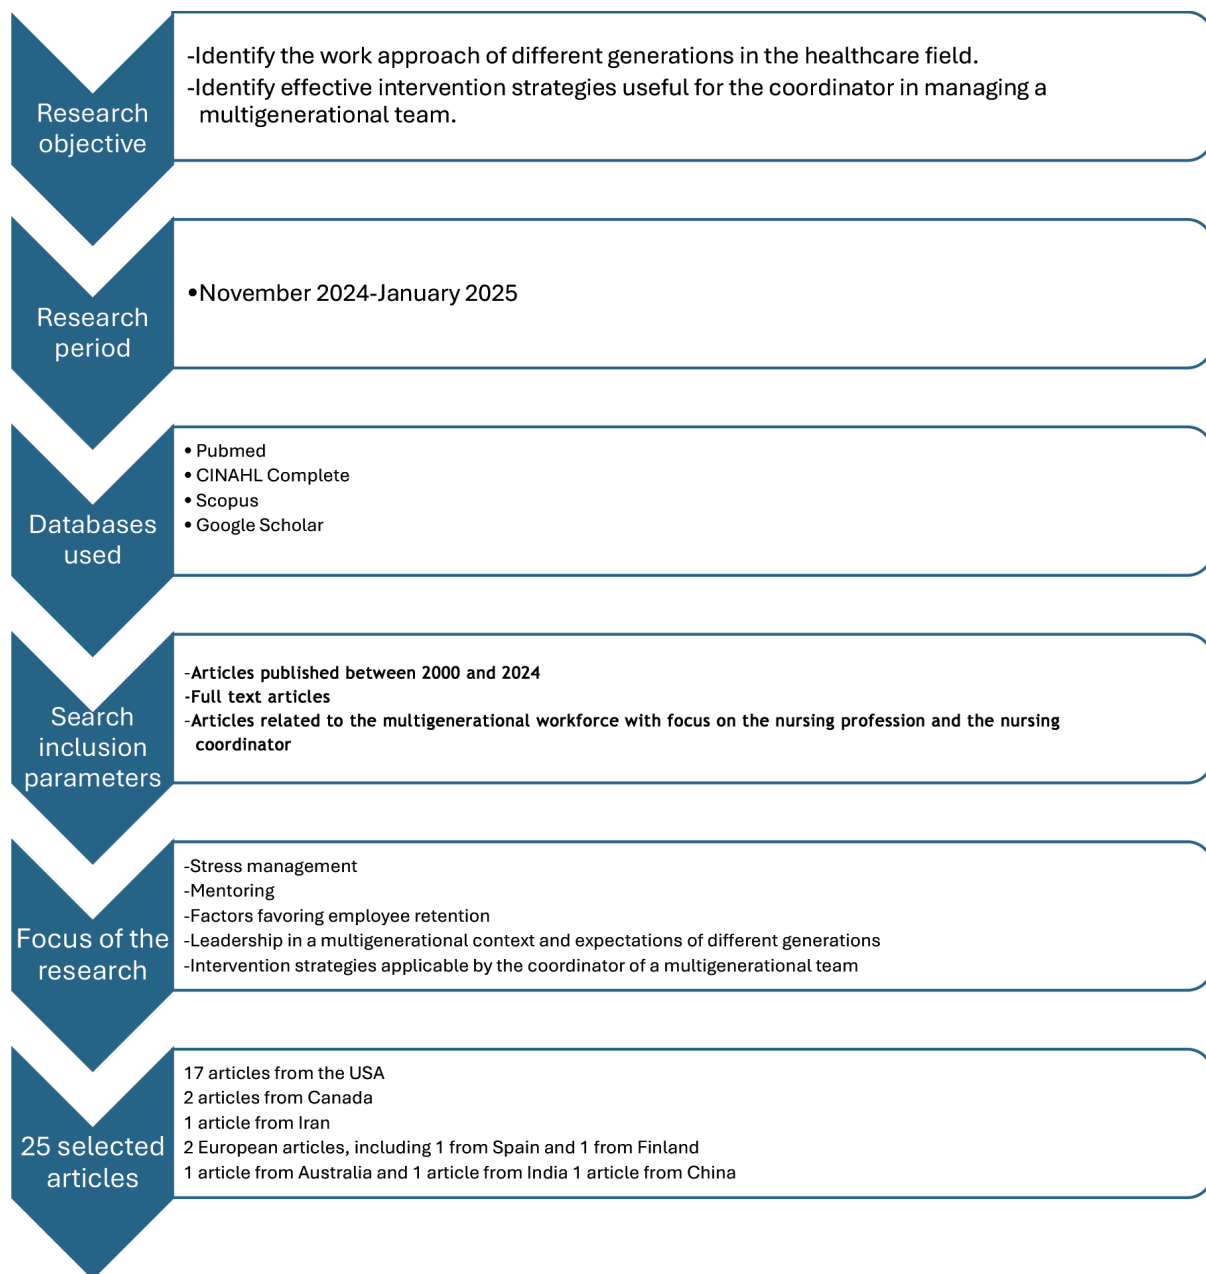 Research
objective
-Identify the work approach of different generations in the healthcare field.
-Identify effective intervention strategies useful for the coordinator in managing a
multigenerational team.
Research
period
•November 2024-January 2025
Databases
used
• Pubmed
• CINAHL Complete
• Scopus
• Google Scholar
Search
inclusion
parameters
-Articles published between 2000 and 2024
-Full text articles
-Articles related to the multigenerational workforce with focus on the nursing profession and the nursing
coordinator
Focus of the
research
-Stress management
-Mentoring
-Factors favoring employee retention
-Leadership in a multigenerational context and expectations of different generations
-Intervention strategies applicable by the coordinator of a multigenerational team
25 selected
articles
17 articles from the USA
2 articles from Canada
1 article from Iran
2 European articles, including 1 from Spain and 1 from Finland
1 article from Australia and 1 article from India 1 article from China